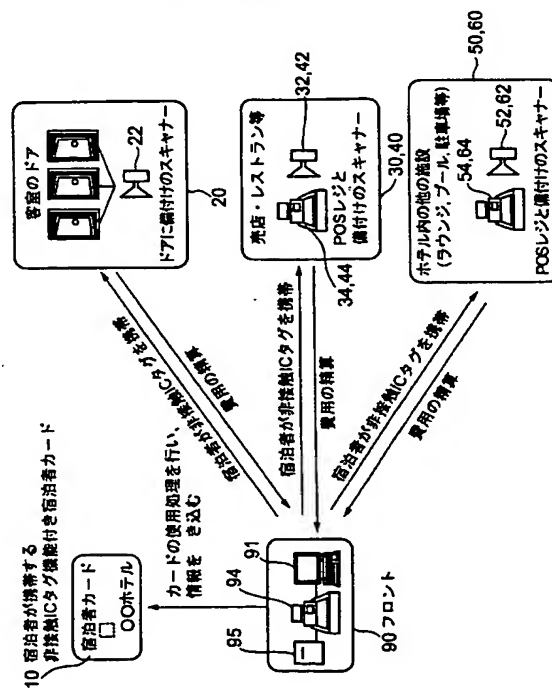 10 宿泊者が携帯する
非接触ICタグ機能付き宿泊者カード
宿泊者カード
○○ホテル
カードの使用処理を行い、
情報を き込む
95
94
91
90 フロント
宿泊者が非接触ICタグを携帯
費用の精算
宿泊者が非接触ICタグを携帯
費用の精算
宿泊者が非接触ICタグを携帯
費用の精算
客室のドア
22
ドアに備付けのスキャナー
20
売店・レストラン等
32,42
34,44
POSレジと
備付けのスキャナー
30,40
50,60
ホテル内の他の施設
(ラウンジ、プール、駐車場等)
54,64
52,62
POSレジと備付けのスキャナー